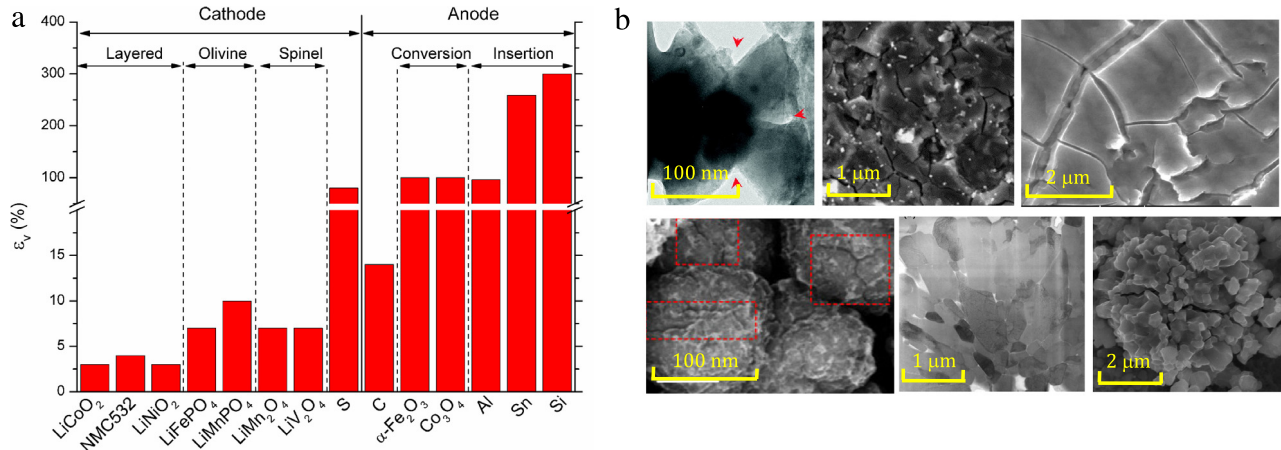 a
b
Cathode
Anode
Layered
Olivine
Spinel
Conversion
Insertion
εv (%)
400
300
200
100
15
10
5
0
LiCoO2
NMC532
LiNiO2
LiFePO4
LiMnPO4
LiMn2O4
LiV2O4
S
C
α-Fe2O3
Co3O4
Al
Sn
Si
100 nm
1 μm
2 μm
100 nm
1 μm
2 μm